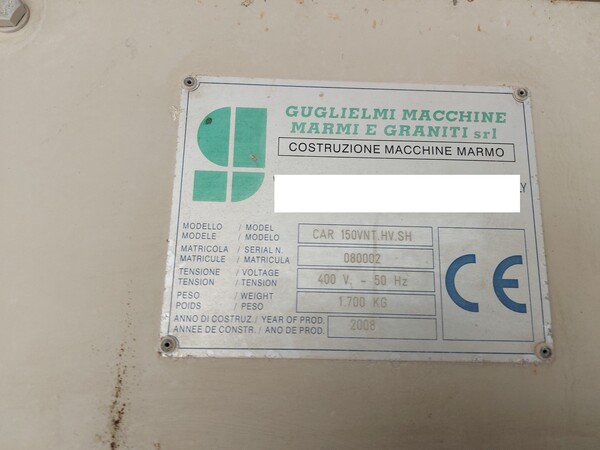 GUGLIELMI MACCHINE
MARMI E GRANITI srl
COSTRUZIONE MACCHINE MARMO
MODELLO / MODEL
MODELE / MODELO
CAR 150VNT.HV.SH
MATRICOLA / SERIAL N.
MATRICULE / MATRICULA
080002
TENSIONE / VOLTAGE
TENSION / TENSION
400 V. - 50 Hz
PESO / WEIGHT
POIDS / PESO
1.700 KG
ANNO DI COSTRUZ. / YEAR OF PROD.
ANNEE DE CONSTR. / ANO DE PROD.
2008
CE